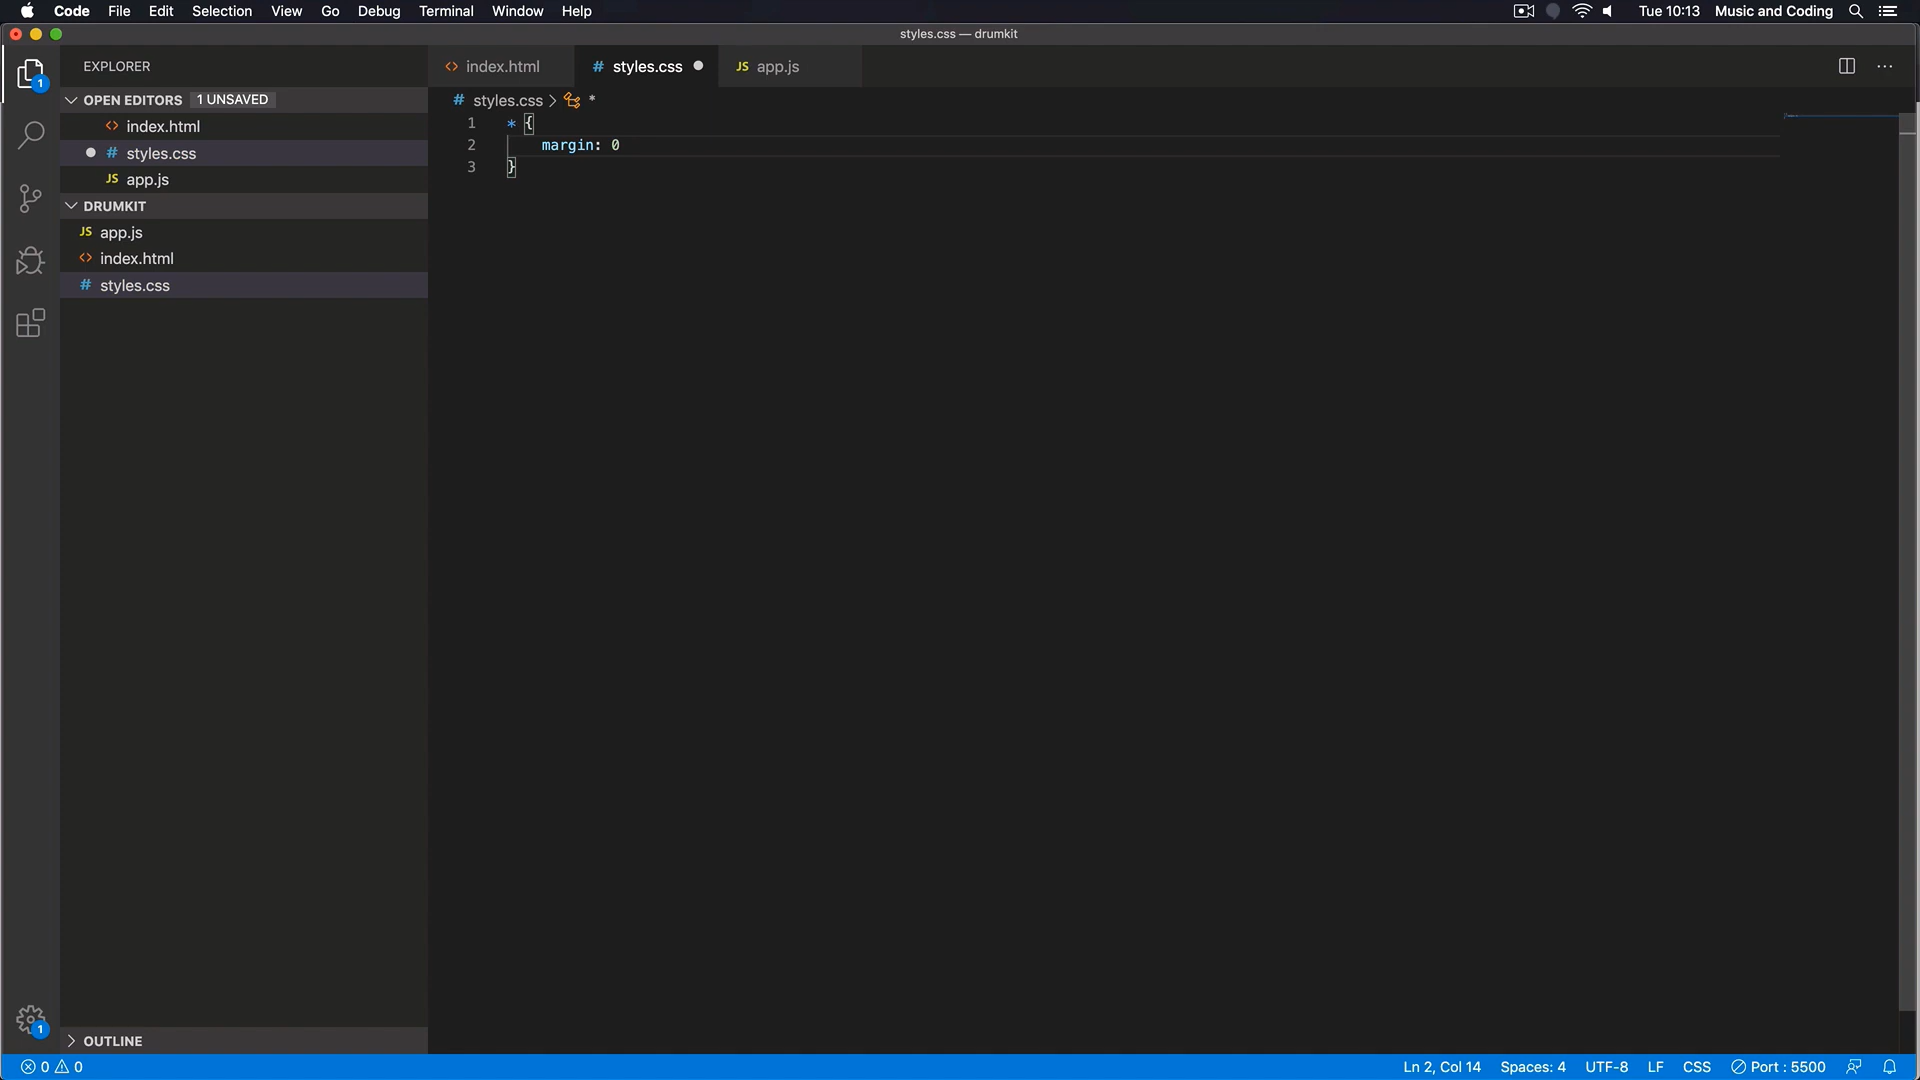 Code File Edit Selection View Go Debug Terminal Window Help Tue 10:13 Music and Coding
styles.css — drumkit
EXPLORER
OPEN EDITORS 1 UNSAVED
<> index.html
# styles.css
JS app.js
DRUMKIT
JS app.js
<> index.html
# styles.css
OUTLINE
1
1
<> index.html # styles.css JS app.js
# styles.css > *
1 * {
2 margin: 0
3 }
0 0 Ln 2, Col 14 Spaces: 4 UTF-8 LF CSS Port : 5500